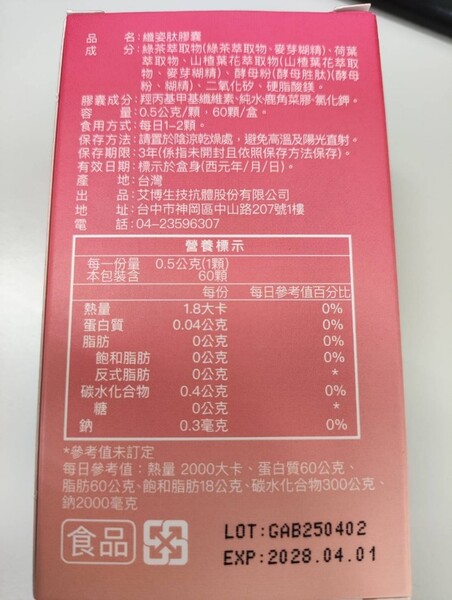 品名:纖姿肽膠囊
成分:綠茶萃取物(綠茶萃取物、麥芽糊精)、荷葉
萃取物、山楂葉花萃取物(山楂葉花萃取
物、麥芽糊精)、酵母粉(酵母胜肽)(酵母
粉、糊精)、二氧化矽、硬脂酸鎂。
膠囊成分:羥丙基甲基纖維素、純水、鹿角菜膠、氯化鉀。
容量:0.5公克/顆,60顆/盒。
食用方式:每日1-2顆。
保存方法:請置於陰涼乾燥處,避免高溫及陽光直射。
保存期限:3年(係指未開封且依照保存方法保存)。
有效日期:標示於盒身(西元年/月/日)。
產地:台灣
出品:艾博生技抗體股份有限公司
地址:台中市神岡區中山路207號1樓
電話:04-23596307
營養標示
每一份量 0.5公克(1顆)
本包裝含 60顆
每份 每日參考值百分比
熱量 1.8大卡 0%
蛋白質 0.04公克 0%
脂肪 0公克 0%
飽和脂肪 0公克 0%
反式脂肪 0公克 *
碳水化合物 0.4公克 0%
糖 0公克 *
鈉 0.3毫克 0%
*參考值未訂定
每日參考值:熱量 2000大卡、蛋白質60公克、
脂肪60公克、飽和脂肪18公克、碳水化合物300公克、
鈉2000毫克
食品
LOT:GAB250402
EXP:2028.04.01